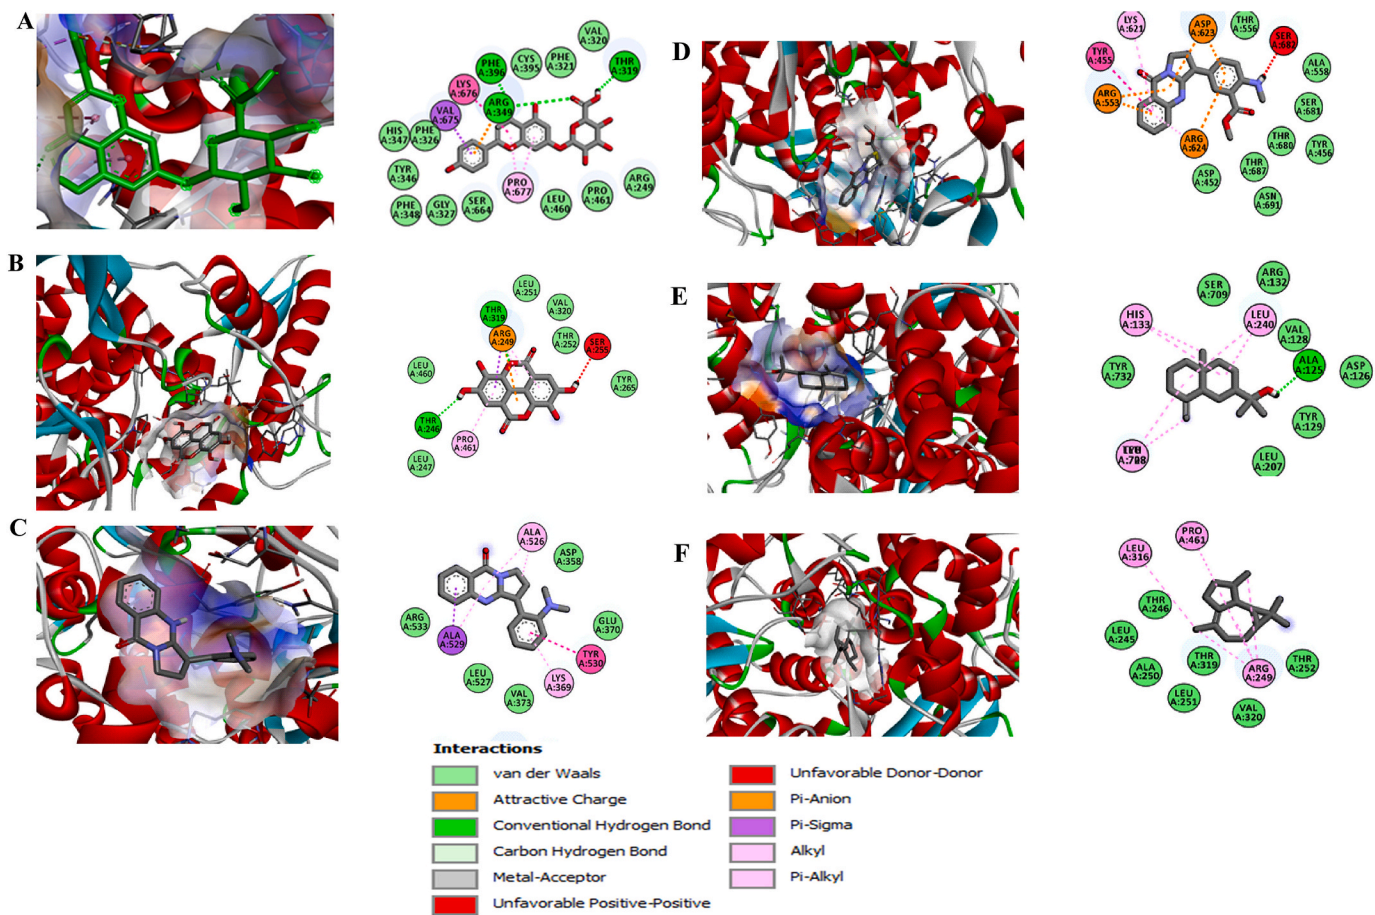 A
VAL
A:320
PHE
A:396
CYS
A:395
PHE
A:321
THR
A:319
LYS
A:676
ARG
A:349
VAL
A:675
HIS
A:347
PHE
A:326
TYR
A:346
PRO
A:677
ARG
A:249
PHE
A:348
GLY
A:327
SER
A:664
LEU
A:460
PRO
A:461
D
LYS
A:621
ASP
A:623
THR
A:556
SER
A:682
TYR
A:455
ALA
A:558
ARG
A:553
SER
A:681
ARG
A:624
THR
A:680
TYR
A:456
ASP
A:452
THR
A:687
ASN
A:691
B
LEU
A:251
THR
A:319
VAL
A:320
ARG
A:249
THR
A:252
SER
A:255
LEU
A:460
TYR
A:265
THR
A:246
PRO
A:461
LEU
A:247
E
ARG
A:132
SER
A:709
HIS
A:133
LEU
A:240
VAL
A:128
ALA
A:125
TYR
A:732
ASP
A:126
TYR
A:129
LEU
A:207
C
ALA
A:526
ASP
A:358
ARG
A:533
GLU
A:370
ALA
A:529
TYR
A:530
LEU
A:527
VAL
A:373
LYS
A:369
F
PRO
A:461
LEU
A:316
THR
A:246
LEU
A:245
THR
A:319
THR
A:252
ALA
A:250
ARG
A:249
LEU
A:251
VAL
A:320
Interactions
van der Waals
Attractive Charge
Conventional Hydrogen Bond
Carbon Hydrogen Bond
Metal-Acceptor
Unfavorable Positive-Positive
Unfavorable Donor-Donor
Pi-Anion
Pi-Sigma
Alkyl
Pi-Alkyl